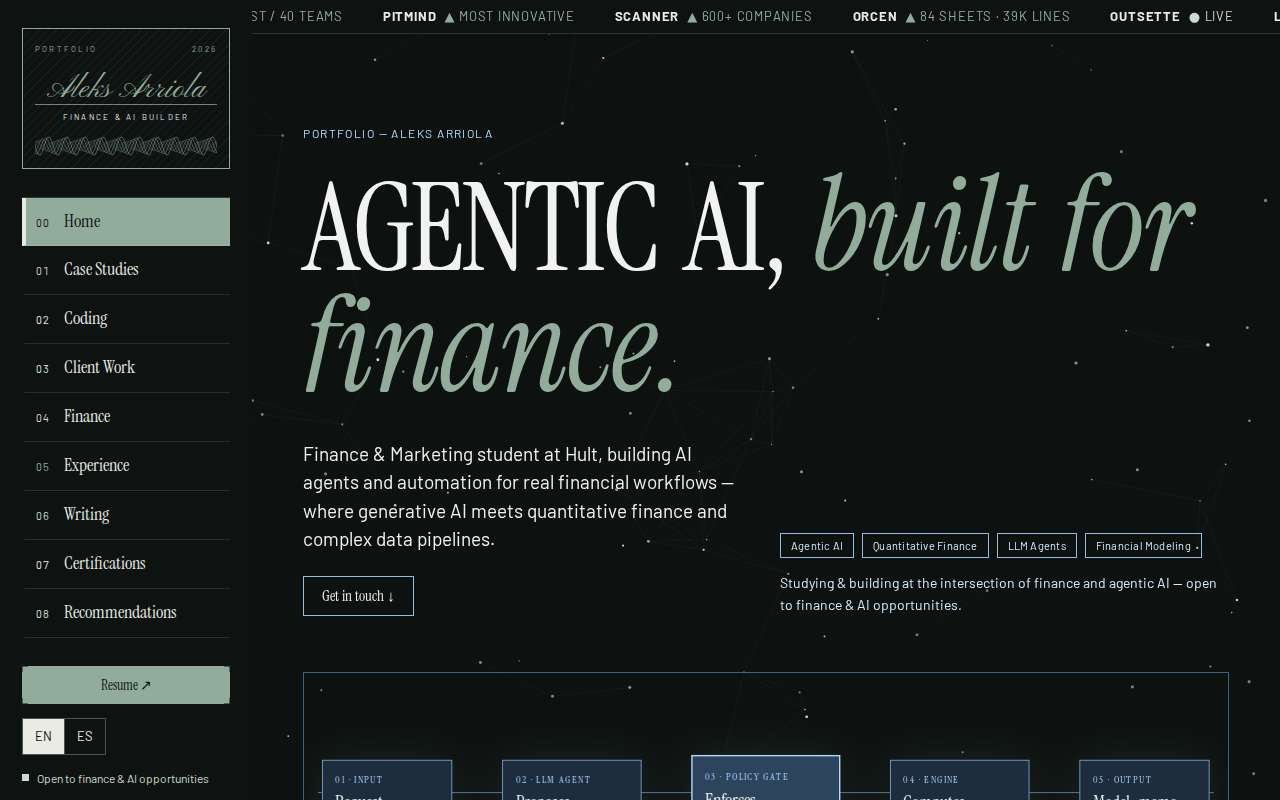 PORTFOLIO 2026
Aleks Arriola
FINANCE & AI BUILDER
00 Home
01 Case Studies
02 Coding
03 Client Work
04 Finance
05 Experience
06 Writing
07 Certifications
08 Recommendations
Resume ↗
EN ES
Open to finance & AI opportunities
ST / 40 TEAMS PITMIND ▲ MOST INNOVATIVE SCANNER ▲ 600+ COMPANIES ORCEN ▲ 84 SHEETS · 39K LINES OUTSETTE ● LIVE
PORTFOLIO — ALEKS ARRIOLA
AGENTIC AI, built for
finance.
Finance & Marketing student at Hult, building AI
agents and automation for real financial workflows —
where generative AI meets quantitative finance and
complex data pipelines.
Get in touch ↓
Agentic AI Quantitative Finance LLM Agents Financial Modeling
Studying & building at the intersection of finance and agentic AI — open
to finance & AI opportunities.
01 · INPUT 02 · LLM AGENT 03 · POLICY GATE 04 · ENGINE 05 · OUTPUT
Request Proposes Enforces Computes Model, memo